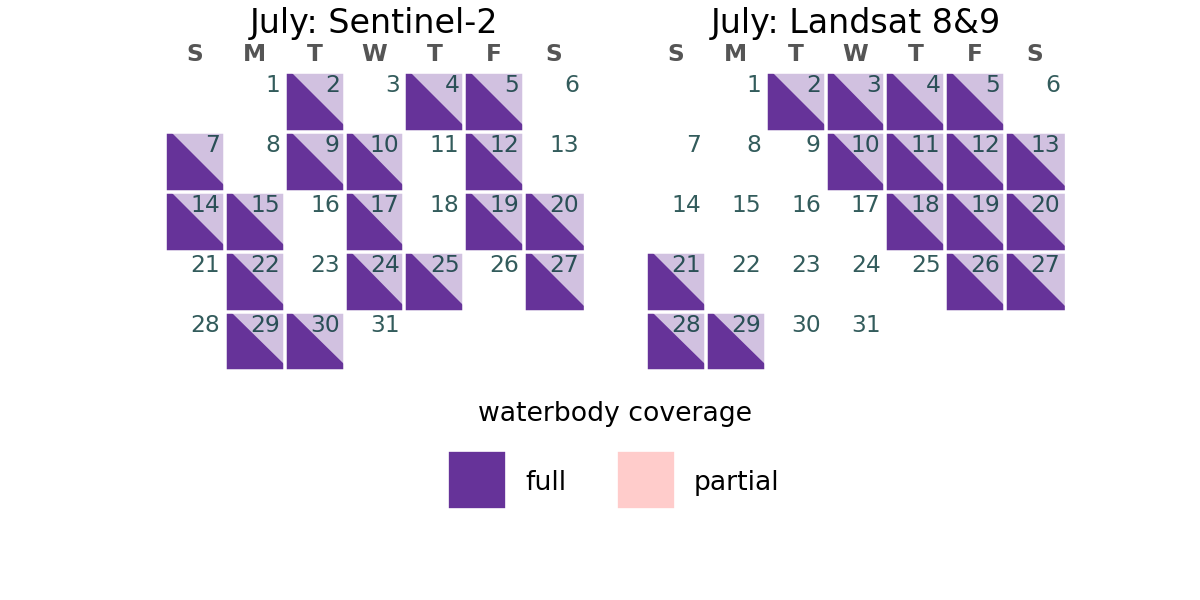 July: Sentinel-2
S M T W T F S
1 2 3 4 5 6
7 8 9 10 11 12 13
14 15 16 17 18 19 20
21 22 23 24 25 26 27
28 29 30 31
July: Landsat 8&9
S M T W T F S
1 2 3 4 5 6
7 8 9 10 11 12 13
14 15 16 17 18 19 20
21 22 23 24 25 26 27
28 29 30 31
waterbody coverage
full partial